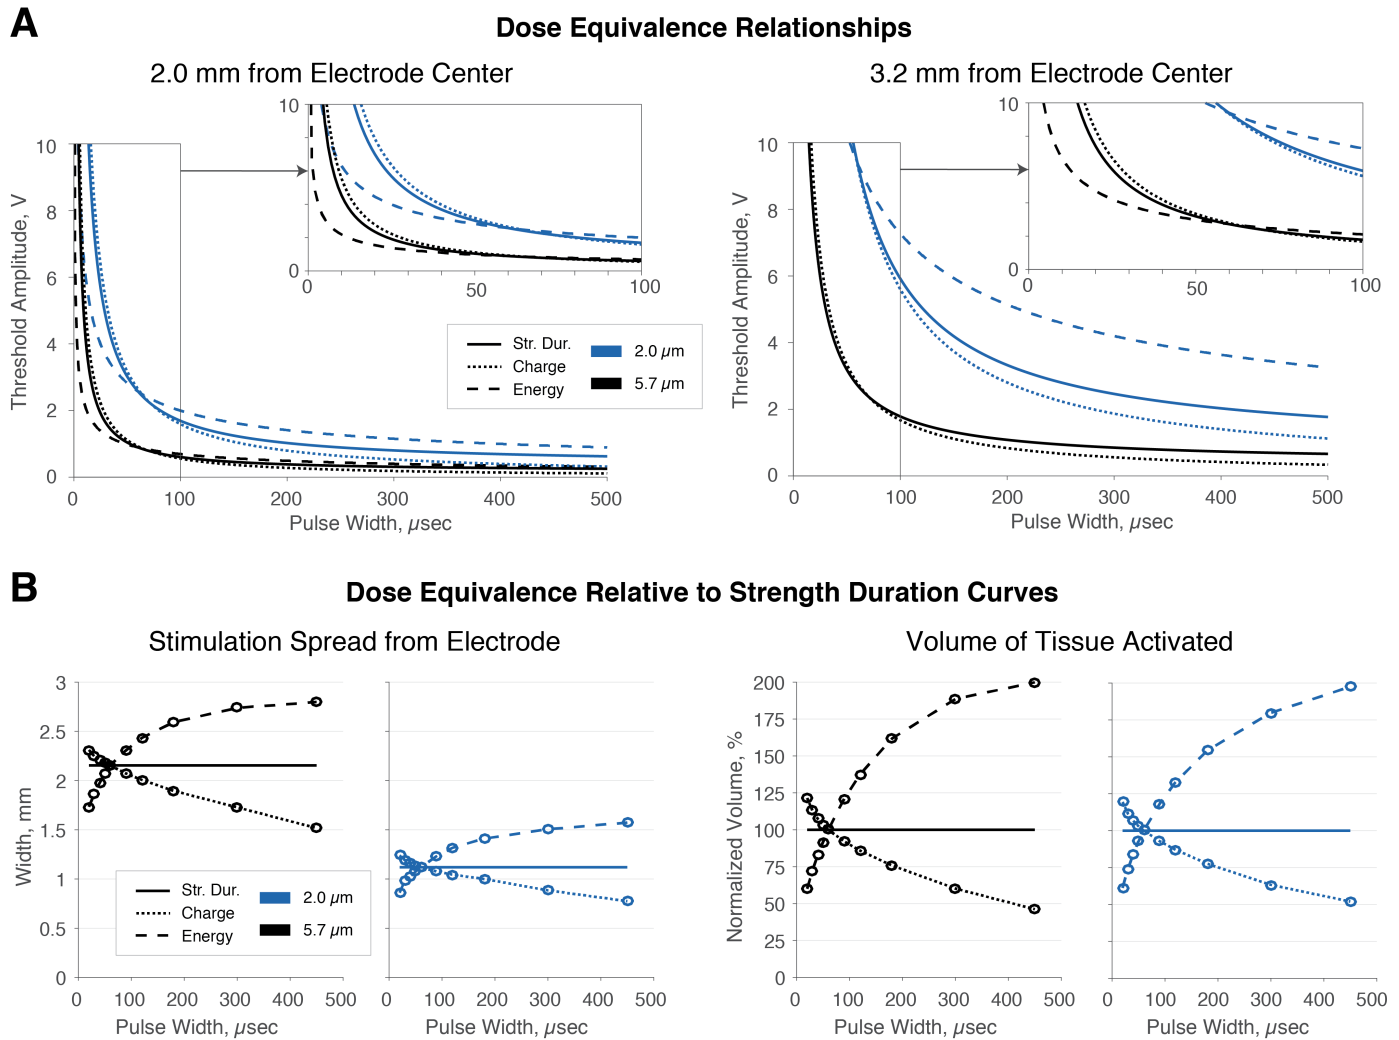 A
Dose Equivalence Relationships
2.0 mm from Electrode Center
3.2 mm from Electrode Center
10
0
0
50
100
10
0
0
50
100
Threshold Amplitude, V
10
8
6
4
2
0
0
100
200
300
400
500
Pulse Width, µsec
Str. Dur.
Charge
Energy
2.0 µm
5.7 µm
Threshold Amplitude, V
10
8
6
4
2
0
0
100
200
300
400
500
Pulse Width, µsec
B
Dose Equivalence Relative to Strength Duration Curves
Stimulation Spread from Electrode
Volume of Tissue Activated
Width, mm
3
2.5
2
1.5
1
0.5
0
Str. Dur.
Charge
Energy
2.0 µm
5.7 µm
0 100 200 300 400 500
Pulse Width, µsec
0 100 200 300 400 500
Pulse Width, µsec
Normalized Volume, %
200
175
150
125
100
75
50
25
0
0 100 200 300 400 500
Pulse Width, µsec
0 100 200 300 400 500
Pulse Width, µsec